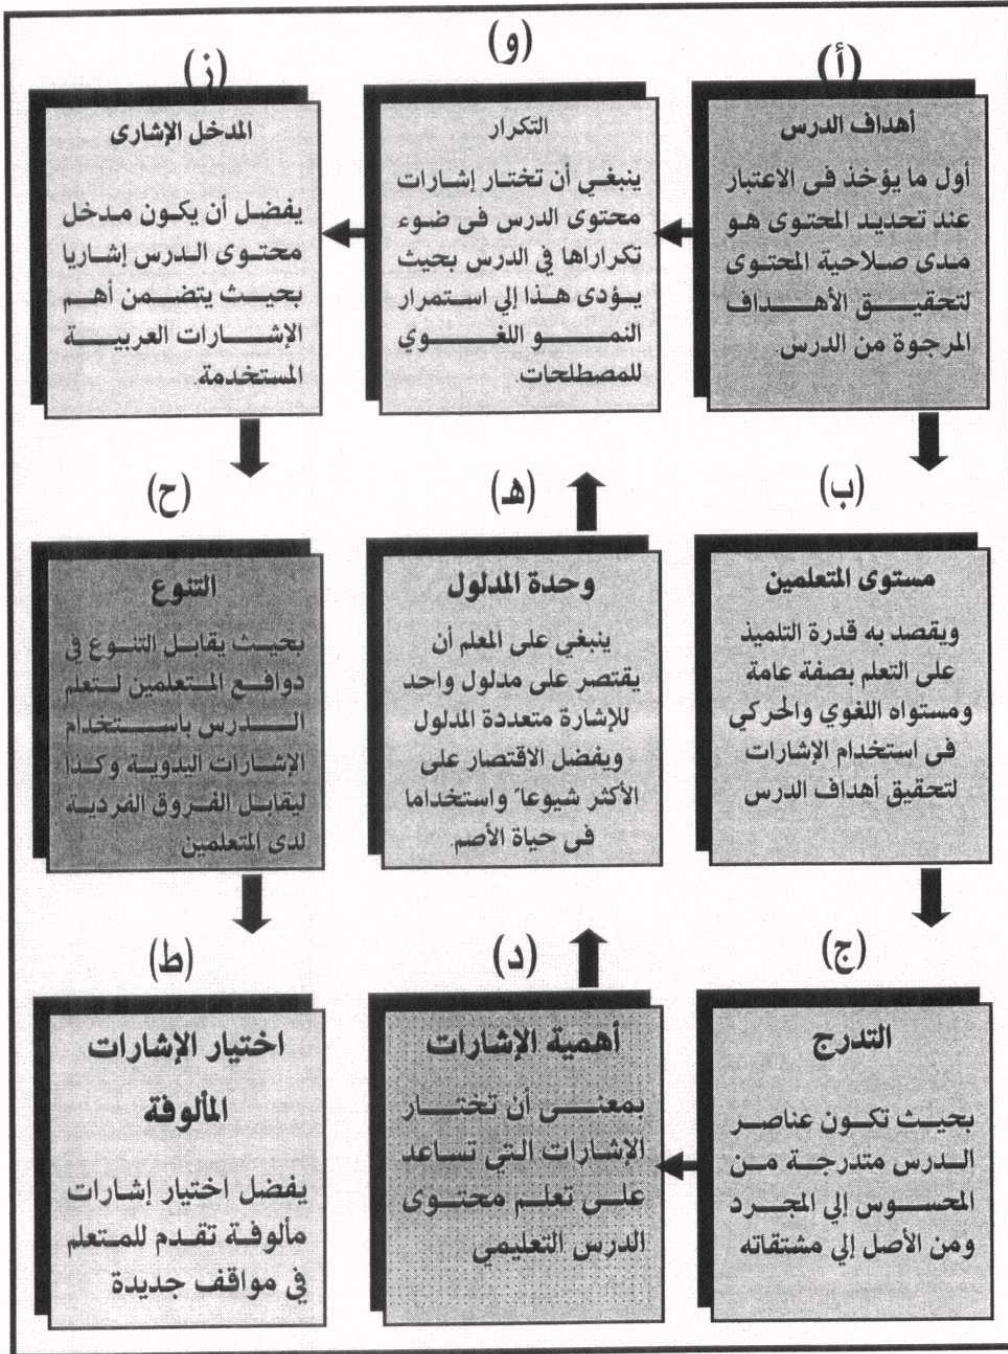 (أ)
أهداف الدرس
أول ما يؤخذ فى الاعتبار
عند تحديد المحتوى هو
مدى صلاحية المحتوى
لتحقيق الأهداف
المرجوة من الدرس.
(ب)
مستوى المتعلمين
ويقصد به قدرة التلميذ
على التعلم بصفة عامة
ومستواه اللغوي والحركي
فى استخدام الإشارات
لتحقيق أهداف الدرس
(ج)
التدرج
بحيث تكون عناصر
الدرس متدرجة من
المحسوس إلي المجرد
ومن الأصل إلي مشتقاته
(د)
أهمية الإشارات
بمعنى أن تختار
الإشارات التي تساعد
على تعلم محتوى
الدرس التعليمي
(هـ)
وحدة المدلول
ينبغي على المعلم أن
يقتصر على مدلول واحد
للإشارة متعددة المدلول
ويفضل الاقتصار على
الأكثر شيوعا ً واستخداما
فى حياة الأصم.
(و)
التكرار
ينبغي أن تختار إشارات
محتوى الدرس فى ضوء
تكراراها في الدرس بحيث
يؤدى هذا إلي استمرار
النمو اللغوي
للمصطلحات.
(ز)
المدخل الإشارى
يفضل أن يكون مدخل
محتوى الدرس إشاريا
بحيث يتضمن أهم
الإشارات العربية
المستخدمة.
(ح)
التنوع
بحيث يقابل التنوع في
دوافع المتعلمين لتعلم
الدرس باستخدام
الإشارات اليدوية وكذا
ليقابل الفروق الفردية
لدى المتعلمين
(ط)
اختيار الإشارات
المألوفة
يفضل اختيار إشارات
مألوفة تقدم للمتعلم
في مواقف جديدة